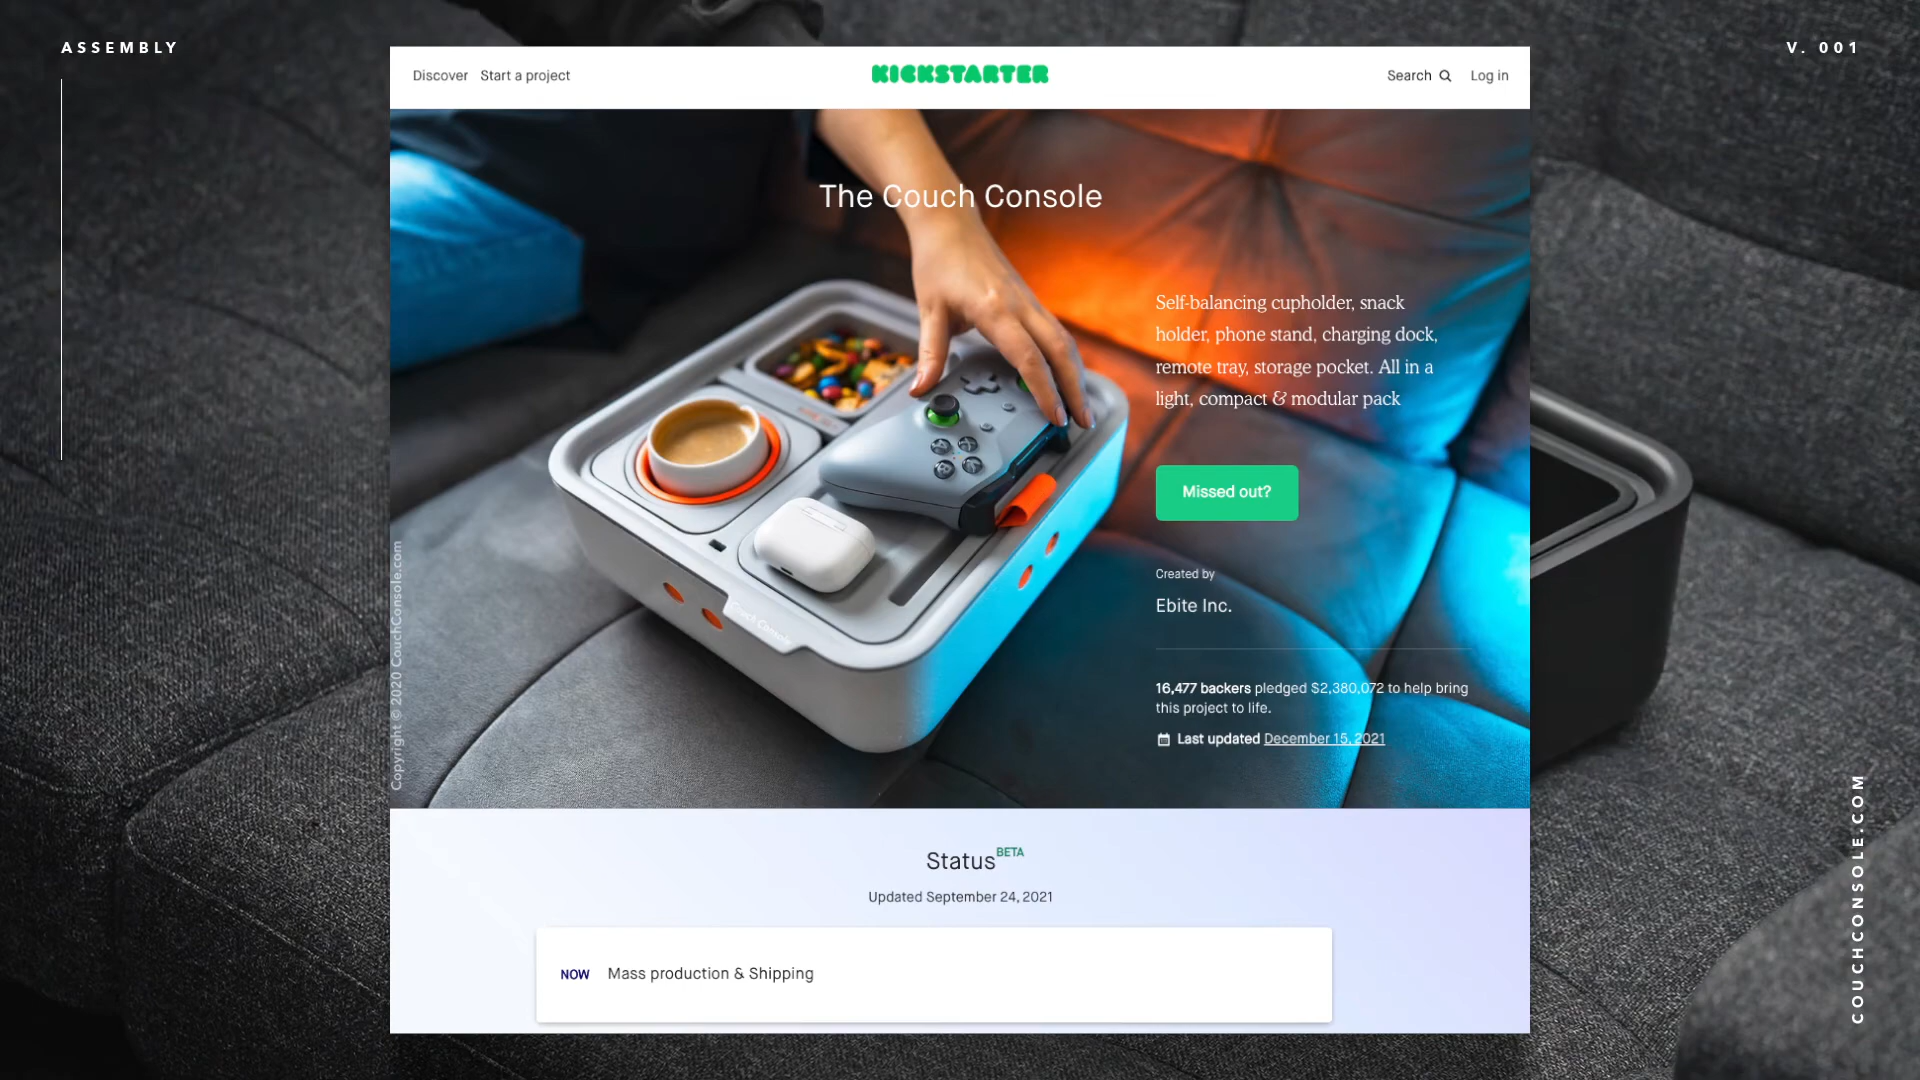 ASSEMBLY
V. 001
Discover Start a project
KICKSTARTER
Search Log in
The Couch Console
Self-balancing cupholder, snack
holder, phone stand, charging dock,
remote tray, storage pocket. All in a
light, compact & modular pack
Missed out?
Created by
Ebite Inc.
16,477 backers pledged $2,380,072 to help bring
this project to life.
Last updated December 15, 2021
Couch Console
Copyright © 2020 CouchConsole.com
Status BETA
Updated September 24, 2021
NOW Mass production & Shipping
COUCHCONSOLE.COM